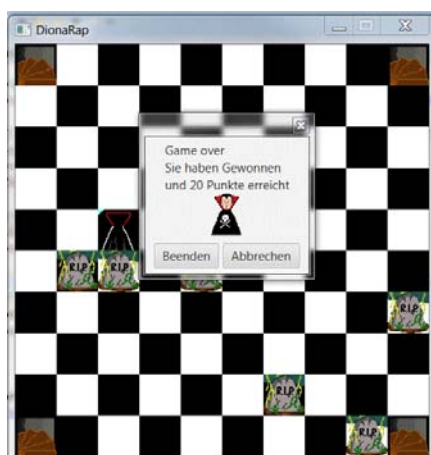 DionaRap
Game over
Sie haben Gewonnen
und 20 Punkte erreicht
Beenden
Abbrechen
R.I.P
R.I.P
R.I.P
R.I.P
R.I.P